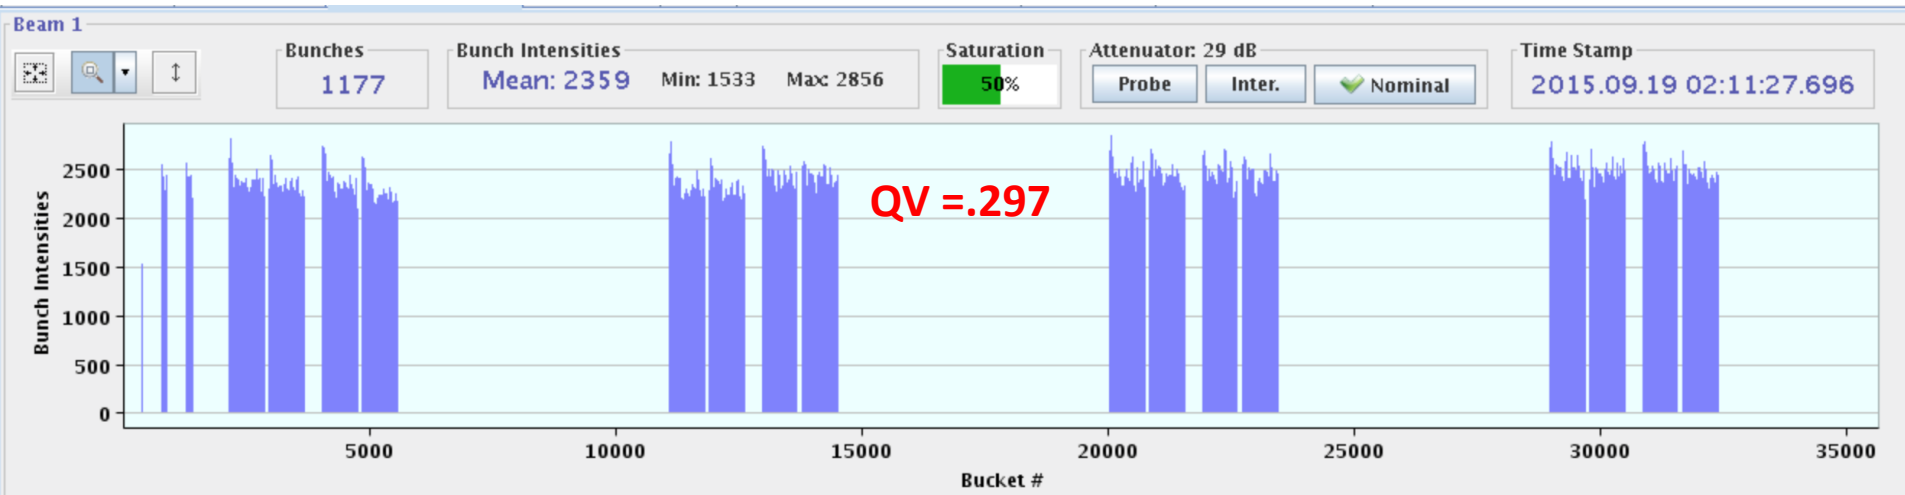 Beam 1
Bunches
1177
Bunch Intensities
Mean: 2359 Min: 1533 Max: 2856
Saturation
50%
Attenuator: 29 dB
Probe Inter. Nominal
Time Stamp
2015.09.19 02:11:27.696
Bunch Intensities
2500
2000
1500
1000
500
0
QV =.297
5000 10000 15000 20000 25000 30000 35000
Bucket #